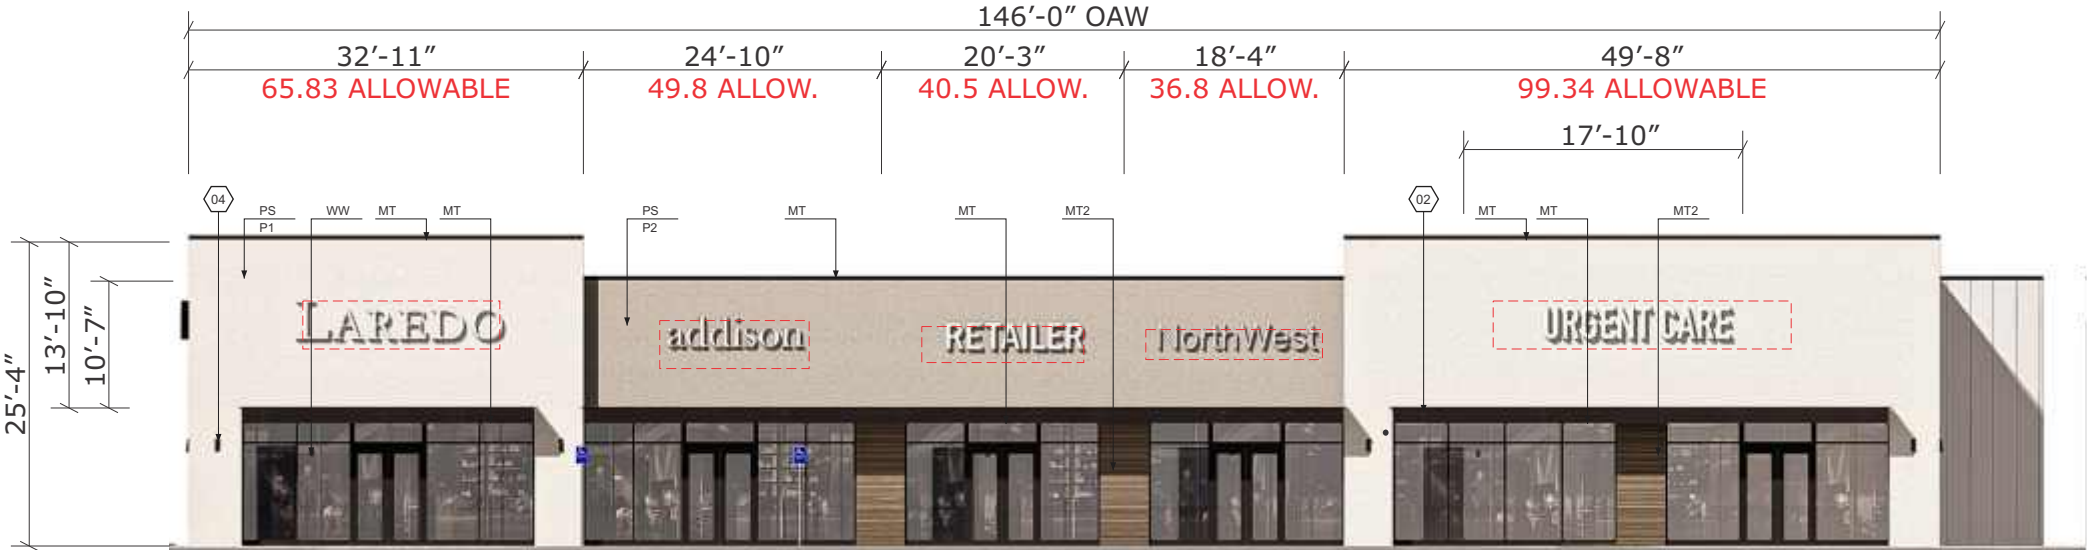 146’-0” OAW
32’-11” 24’-10” 20’-3” 18’-4” 49’-8”
65.83 ALLOWABLE 49.8 ALLOW. 40.5 ALLOW. 36.8 ALLOW. 99.34 ALLOWABLE
17’-10”
04 02
PS WW MT MT PS MT MT MT2 MT MT MT2
P1 P2
25’-4”
13’-10”
10’-7”
LAREDO addison RETAILER NorthWest URGENT CARE